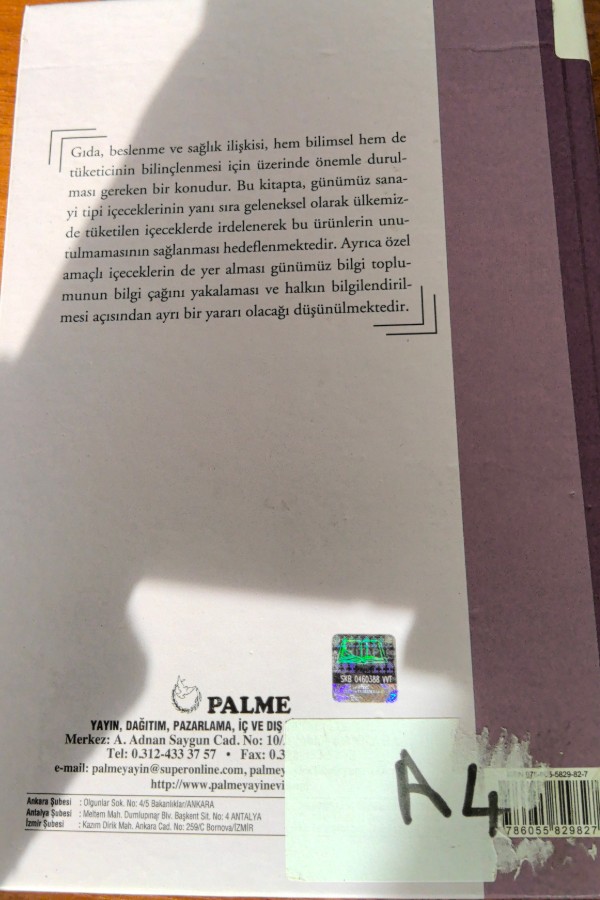 Gıda, beslenme ve sağlık ilişkisi, hem bilimsel hem de
tüketicinin bilinçlenmesi için üzerinde önemle durul-
ması gereken bir konudur. Bu kitapta, günümüz sana-
yi tipi içeceklerinin yanı sıra geleneksel olarak ülkemiz-
de tüketilen içeceklerde irdelenerek bu ürünlerin unu-
tulmamasının sağlanması hedeflenmektedir. Ayrıca özel
amaçlı içeceklerin de yer alması günümüz bilgi toplu-
munun bilgi çağını yakalaması ve halkın bilgilendiril-
mesi açısından ayrı bir yararı olacağı düşünülmektedir.
SKB 0460388 VVT
PALME
YAYIN, DAĞITIM, PAZARLAMA, İÇ VE DIŞ
Merkez: A. Adnan Saygun Cad. No: 10/
Tel: 0.312-433 37 57 • Fax: 0.3
e-mail: palmeyayin@superonline.com, palmey
http://www.palmeyayinevi
Ankara Şubesi : Olgunlar Sok. No: 4/5 Bakanlıklar/ANKARA
Antalya Şubesi : Meltem Mah. Dumlupınar Blv. Başkent Sit. No: 4 ANTALYA
İzmir Şubesi : Kazım Dirik Mah. Ankara Cad. No: 259/C Bornova/İZMİR
A4
5829-82-7
786055 829827